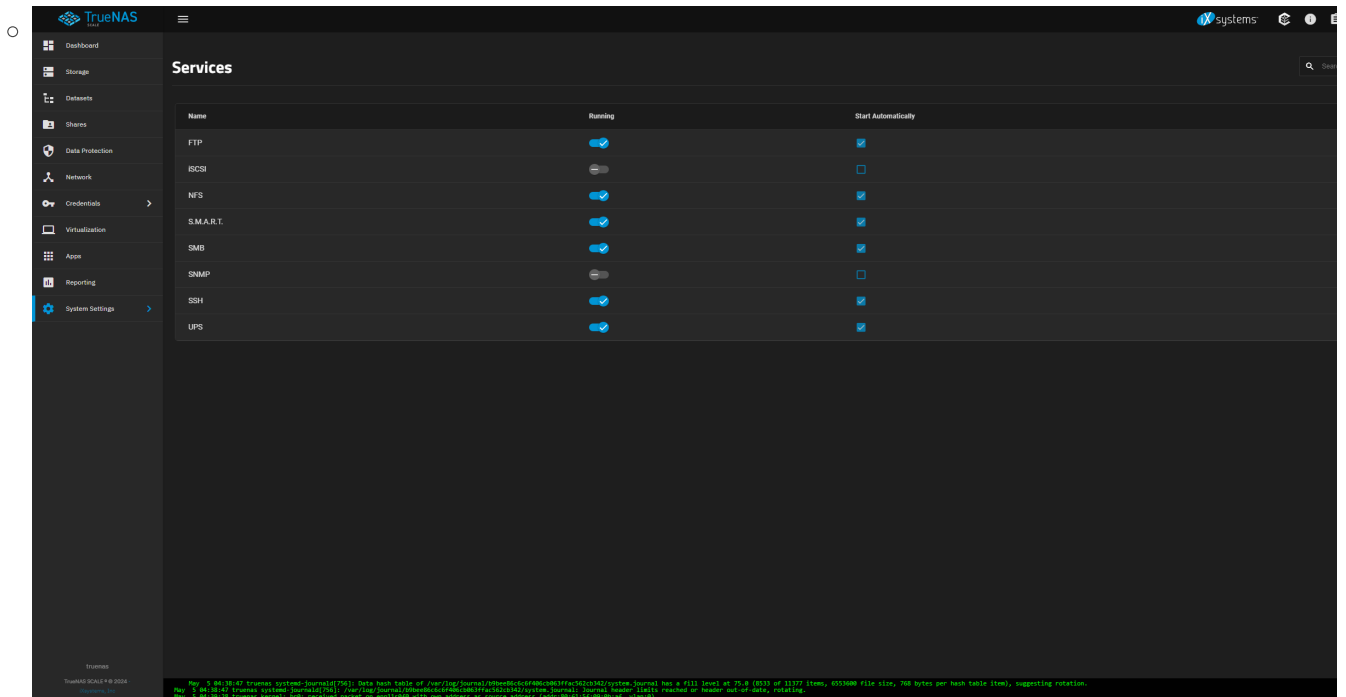 TrueNAS
SCALE
iXsystems
Dashboard
Services
Storage
Datasets
Name Running Start Automatically
Shares
FTP
Data Protection
iSCSI
Network
NFS
Credentials
S.M.A.R.T.
Virtualization
SMB
Apps
SNMP
Reporting
SSH
System Settings
UPS
truenas
TrueNAS SCALE ® © 2024
May 5 04:38:47 truenas systemd-journald[756]: Data hash table of /var/log/journal/b9bee86c6c6f406cb063ffac562cb342/system.journal has a fill level at 75.0 (8533 of 11377 items, 6553600 file size, 768 bytes per hash table item), suggesting rotation.
May 5 04:38:47 truenas systemd-journald[756]: /var/log/journal/b9bee86c6c6f406cb063ffac562cb342/system.journal: Journal header limits reached or header out-of-date, rotating.